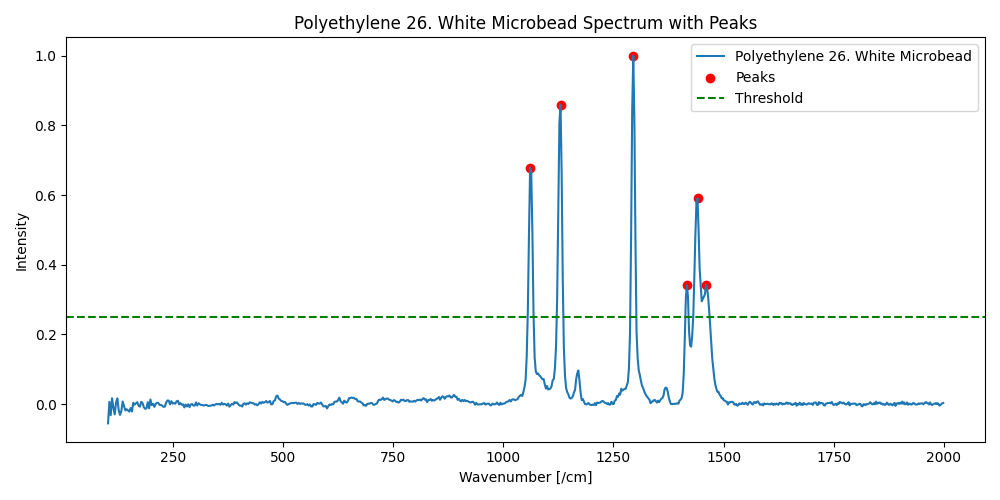 Polyethylene 26. White Microbead Spectrum with Peaks
Polyethylene 26. White Microbead
Peaks
Threshold
1.0
0.8
0.6
0.4
0.2
0.0
Intensity
250
500
750
1000
1250
1500
1750
2000
Wavenumber [/cm]